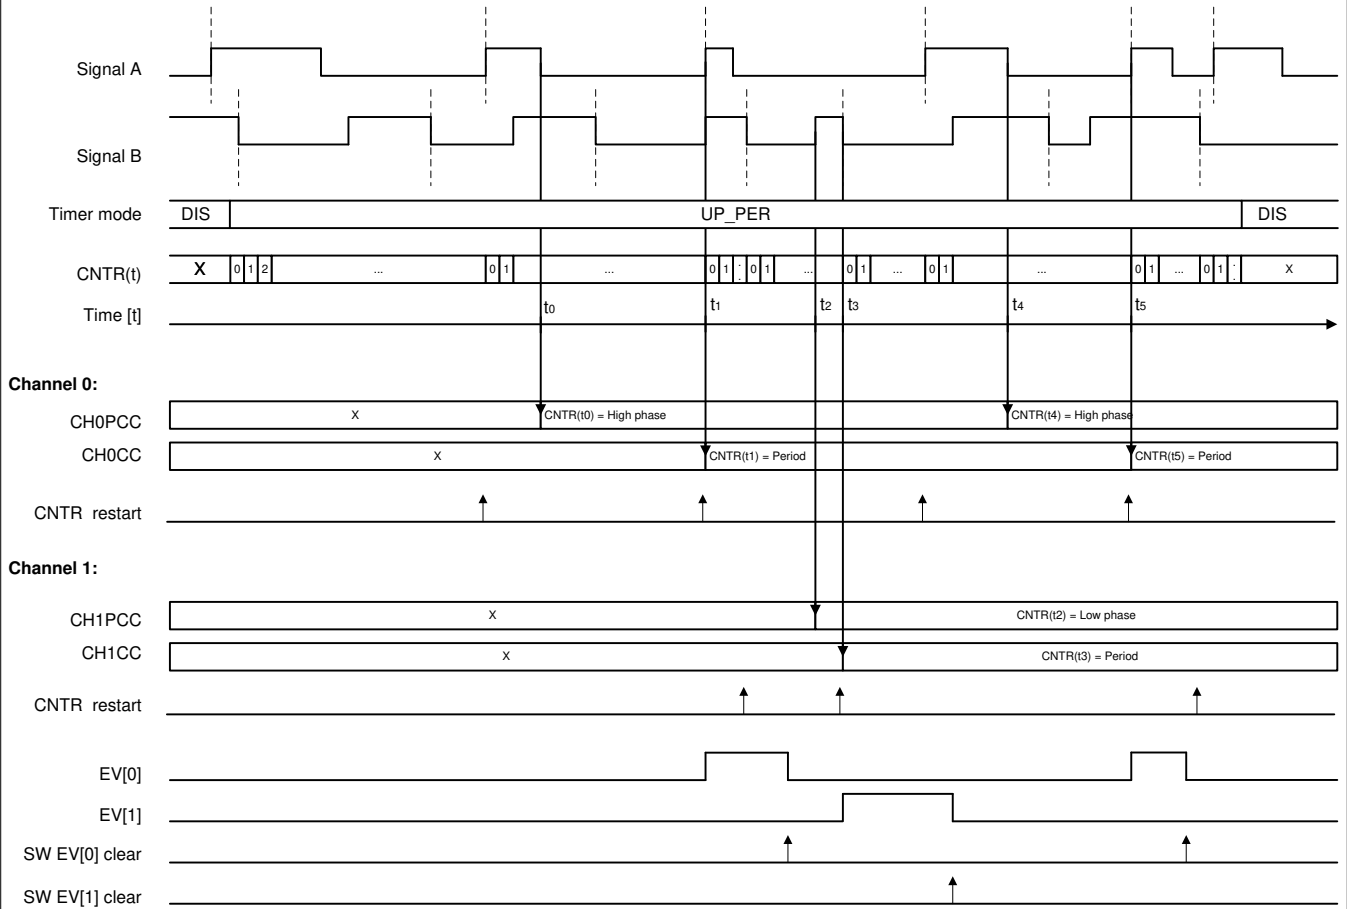 Signal A
Signal B
Timer mode DIS UP_PER DIS
CNTR(t) X 0 1 2 ... 0 1 ... 0 1 : 0 1 ... 0 1 ... 0 1 ... 0 1 ... 0 1 : X
Time [t] t0 t1 t2 t3 t4 t5
Channel 0:
CH0PCC X CNTR(t0) = High phase CNTR(t4) = High phase
CH0CC X CNTR(t1) = Period CNTR(t5) = Period
CNTR restart
Channel 1:
CH1PCC X CNTR(t2) = Low phase
CH1CC X CNTR(t3) = Period
CNTR restart
EV[0]
EV[1]
SW EV[0] clear
SW EV[1] clear